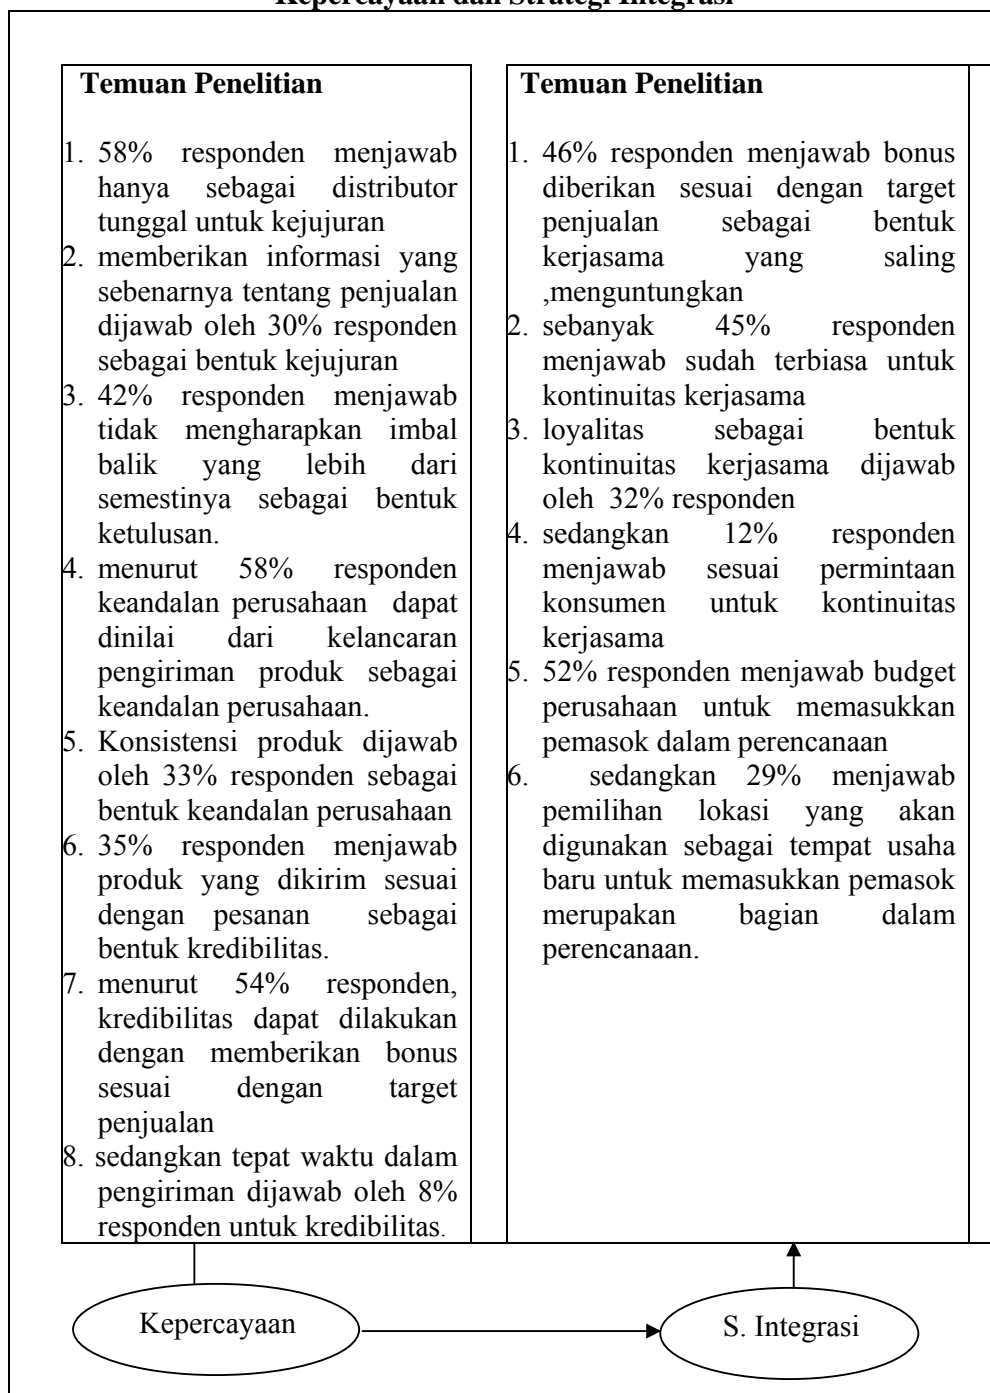 Kepercayaan dan Strategi Integrasi
Temuan Penelitian
1. 58% responden menjawab
hanya sebagai distributor
tunggal untuk kejujuran
2. memberikan informasi yang
sebenarnya tentang penjualan
dijawab oleh 30% responden
sebagai bentuk kejujuran
3. 42% responden menjawab
tidak mengharapkan imbal
balik yang lebih dari
semestinya sebagai bentuk
ketulusan.
4. menurut 58% responden
keandalan perusahaan dapat
dinilai dari kelancaran
pengiriman produk sebagai
keandalan perusahaan.
5. Konsistensi produk dijawab
oleh 33% responden sebagai
bentuk keandalan perusahaan
6. 35% responden menjawab
produk yang dikirim sesuai
dengan pesanan sebagai
bentuk kredibilitas.
7. menurut 54% responden,
kredibilitas dapat dilakukan
dengan memberikan bonus
sesuai dengan target
penjualan
8. sedangkan tepat waktu dalam
pengiriman dijawab oleh 8%
responden untuk kredibilitas.
Temuan Penelitian
1. 46% responden menjawab bonus
diberikan sesuai dengan target
penjualan sebagai bentuk
kerjasama yang saling
,menguntungkan
2. sebanyak 45% responden
menjawab sudah terbiasa untuk
kontinuitas kerjasama
3. loyalitas sebagai bentuk
kontinuitas kerjasama dijawab
oleh 32% responden
4. sedangkan 12% responden
menjawab sesuai permintaan
konsumen untuk kontinuitas
kerjasama
5. 52% responden menjawab budget
perusahaan untuk memasukkan
pemasok dalam perencanaan
6. sedangkan 29% menjawab
pemilihan lokasi yang akan
digunakan sebagai tempat usaha
baru untuk memasukkan pemasok
merupakan bagian dalam
perencanaan.
Kepercayaan
S. Integrasi